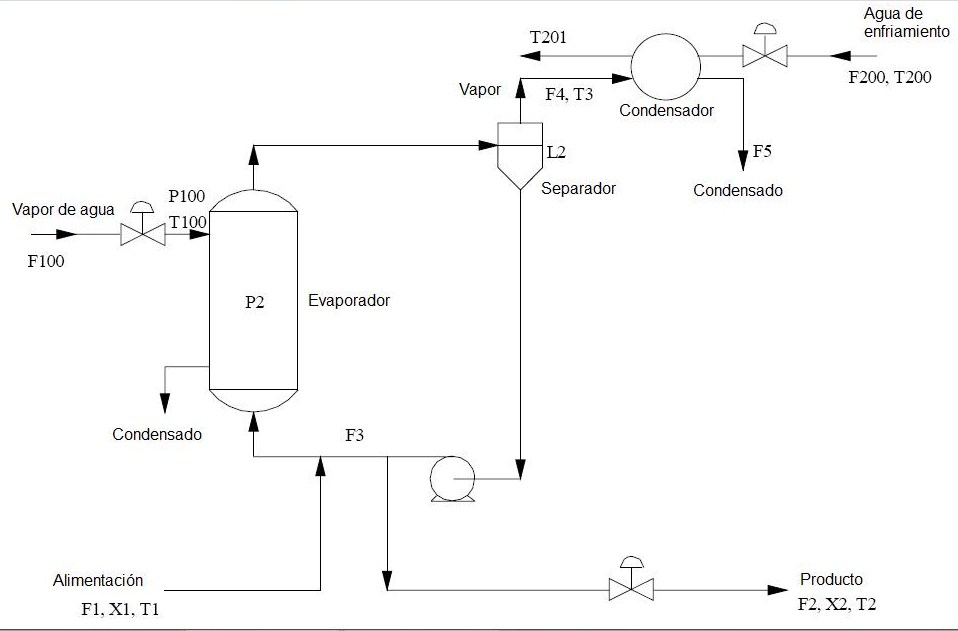 Agua de
enfriamiento
T201
F200, T200
Vapor
F4, T3
Condensador
L2
F5
Separador
Condensado
P100
Vapor de agua
T100
F100
P2
Evaporador
Condensado
F3
Alimentación
F1, X1, T1
Producto
F2, X2, T2